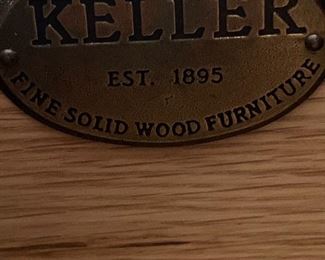 KELLER
EST. 1895
FINE SOLID WOOD FURNITURE